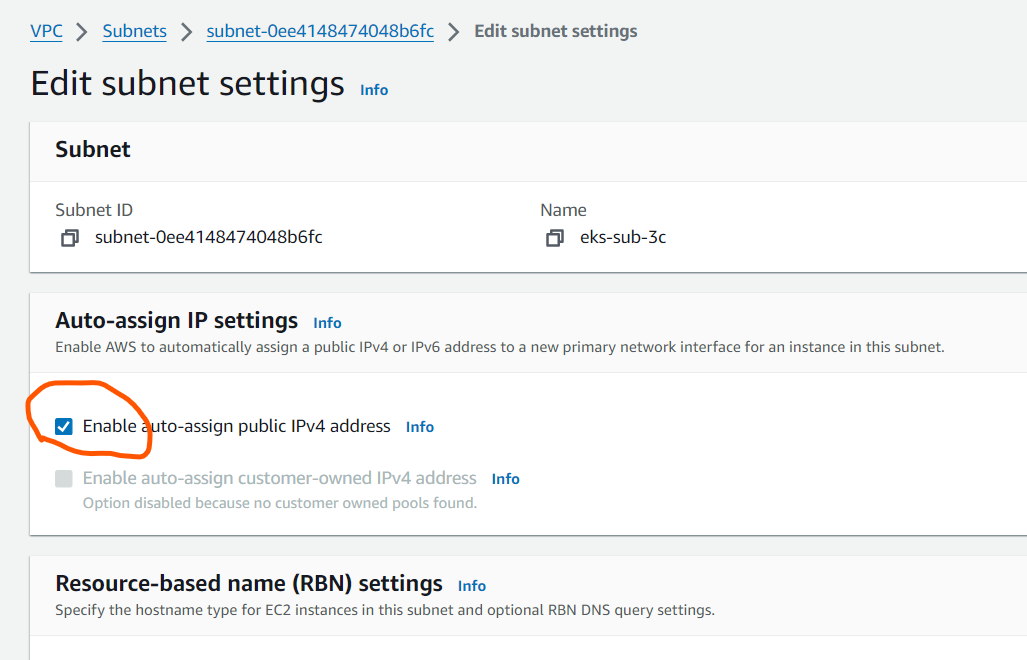 VPC > Subnets > subnet-0ee4148474048b6fc > Edit subnet settings
Edit subnet settings Info
Subnet
Subnet ID Name
subnet-0ee4148474048b6fc eks-sub-3c
Auto-assign IP settings Info
Enable AWS to automatically assign a public IPv4 or IPv6 address to a new primary network interface for an instance in this subnet.
Enable auto-assign public IPv4 address Info
Enable auto-assign customer-owned IPv4 address Info
Option disabled because no customer owned pools found.
Resource-based name (RBN) settings Info
Specify the hostname type for EC2 instances in this subnet and optional RBN DNS query settings.